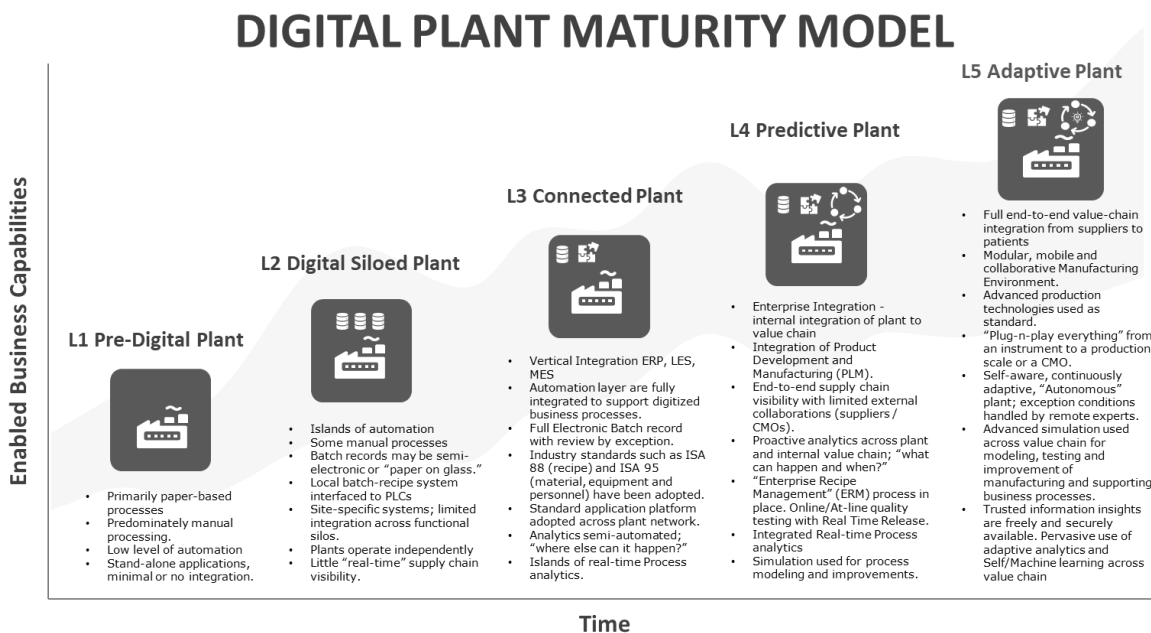 DIGITAL PLANT MATURITY MODEL
Enabled Business Capabilities
L1 Pre-Digital Plant
• Primarily paper-based
processes
• Predominately manual
processing.
• Low level of automation
• Stand-alone applications,
minimal or no integration.
L2 Digital Siloed Plant
• Islands of automation
• Some manual processes
• Batch records may be semi-
electronic or “paper on glass.”
• Local batch-recipe system
interfaced to PLCs
• Site-specific systems; limited
integration across functional
silos.
• Plants operate independently
• Little “real-time” supply chain
visibility.
L3 Connected Plant
• Vertical Integration ERP, LES,
MES
• Automation layer are fully
integrated to support digitized
business processes.
• Full Electronic Batch record
with review by exception.
• Industry standards such as ISA
88 (recipe) and ISA 95
(material, equipment and
personnel) have been adopted.
• Standard application platform
adopted across plant network.
• Analytics semi-automated;
“where else can it happen?”
• Islands of real-time Process
analytics.
L4 Predictive Plant
• Enterprise Integration -
internal integration of plant to
value chain
• Integration of Product
Development and
Manufacturing (PLM).
• End-to-end supply chain
visibility with limited external
collaborations (suppliers /
CMOs).
• Proactive analytics across plant
and internal value chain; “what
can happen and when?”
• “Enterprise Recipe
Management” (ERM) process in
place. Online/At-line quality
testing with Real Time Release.
• Integrated Real-time Process
analytics
• Simulation used for process
modeling and improvements.
L5 Adaptive Plant
• Full end-to-end value-chain
integration from suppliers to
patients
• Modular, mobile and
collaborative Manufacturing
Environment.
• Advanced production
technologies used as
standard.
• “Plug-n-play everything” from
an instrument to a production
scale or a CMO.
• Self-aware, continuously
adaptive, “Autonomous”
plant; exception conditions
handled by remote experts.
• Advanced simulation used
across value chain for
modeling, testing and
improvement of
manufacturing and supporting
business processes.
• Trusted information insights
are freely and securely
available. Pervasive use of
adaptive analytics and
Self/Machine learning across
value chain
Time